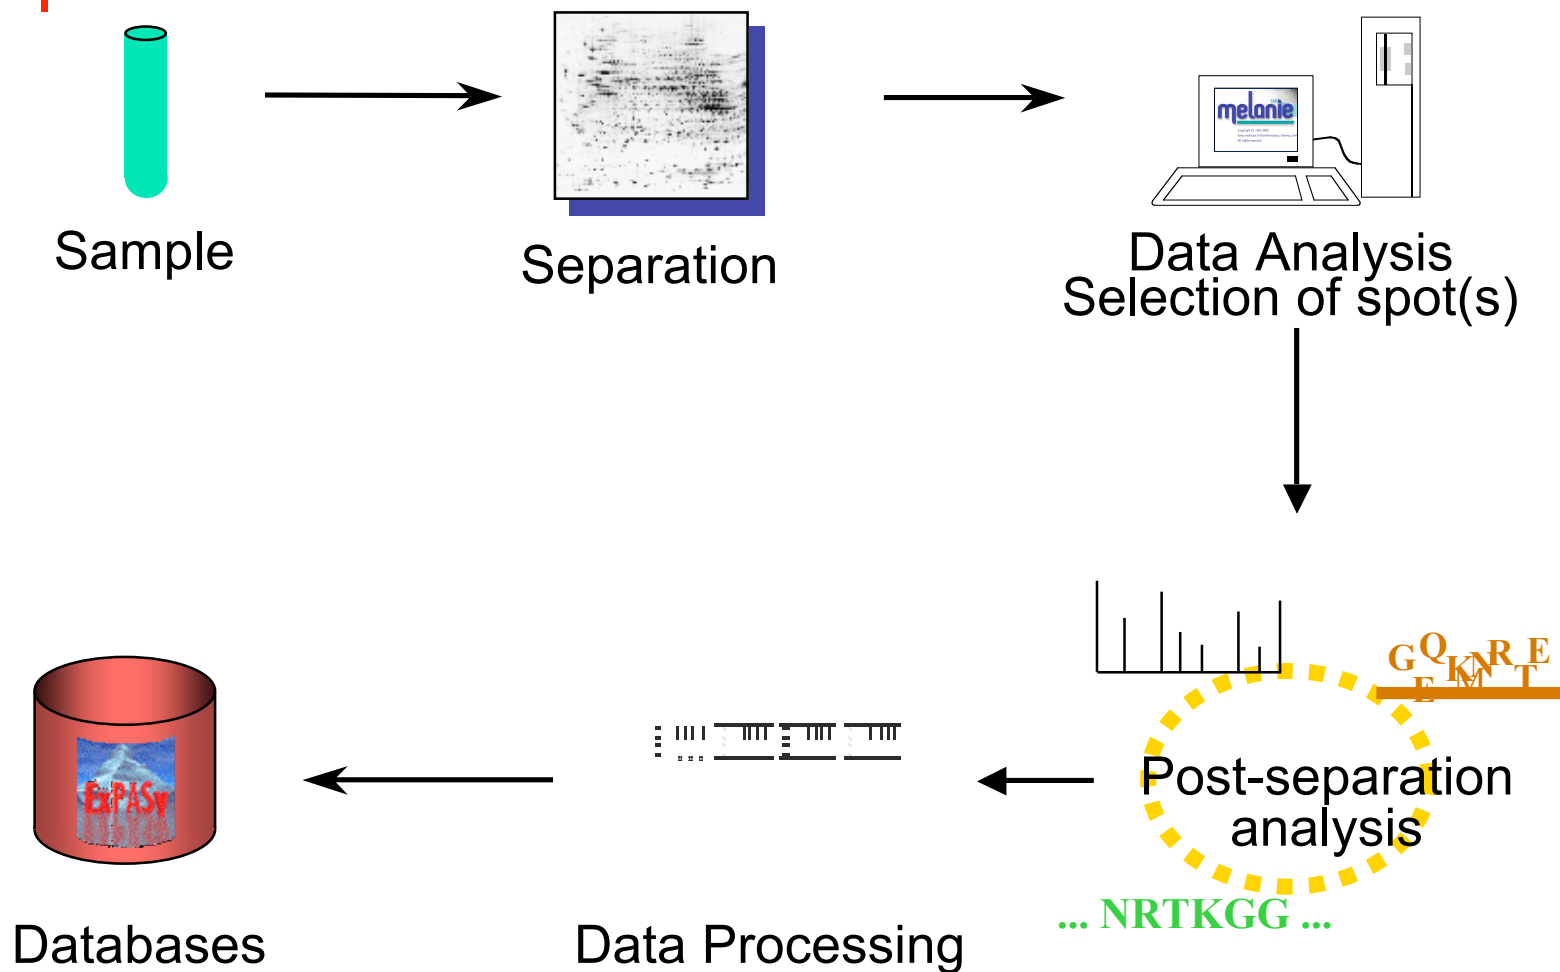 melanie
Sample
Separation
Data Analysis
Selection of spot(s)
G Q K N R E
E M T
Post-separation
analysis
ExPASy
... NRTKGG ...
Databases
Data Processing